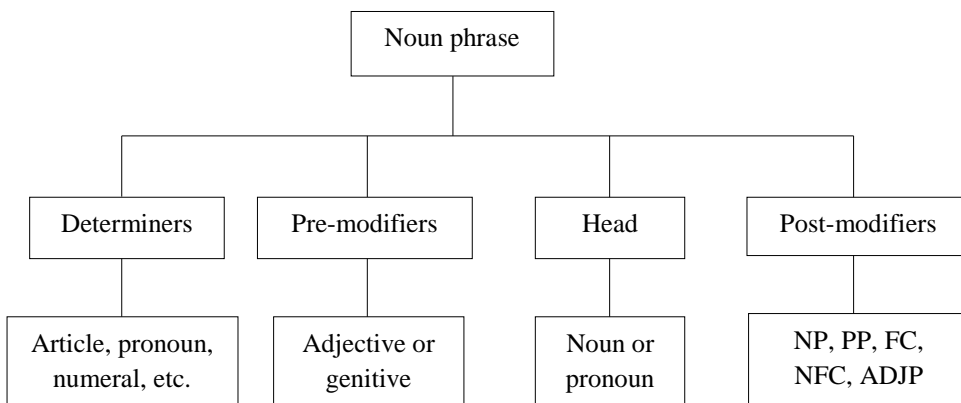 Noun phrase
Determiners
Pre-modifiers
Head
Post-modifiers
Article, pronoun,
numeral, etc.
Adjective or
genitive
Noun or
pronoun
NP, PP, FC,
NFC, ADJP